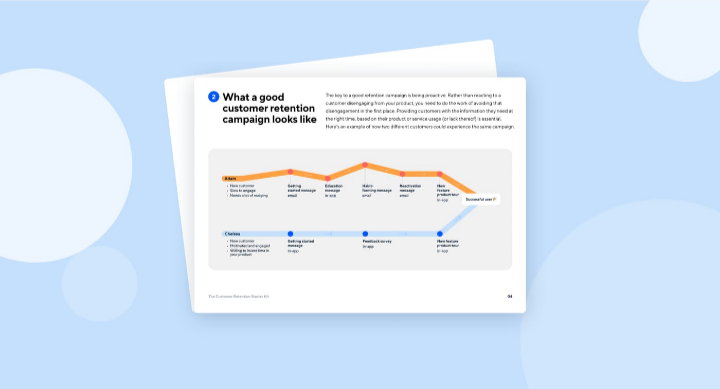 2
What a good
customer retention
campaign looks like
The key to a good retention campaign is being proactive. Rather than reacting to a
customer disengaging from your product, you need to do the work of avoiding that
disengagement in the first place. Providing customers with the information they need at
the right time, based on their product or service usage (or lack thereof) is essential.
Here's an example of how two different customers could experience the same campaign.
Adam
• New customer
• Slow to engage
• Needs a lot of nudging
Getting
started message
email
Education
message
in-app
Habit-
forming message
email
Reactivation
message
email
New
feature
product tour
in-app
Successful user
Chelsea
• New customer
• Motivated and engaged
• Willing to invest time in
your product
Getting started
message
in-app
Feedback survey
in-app
New feature
product tour
in-app
The Customer Retention Starter Kit
04